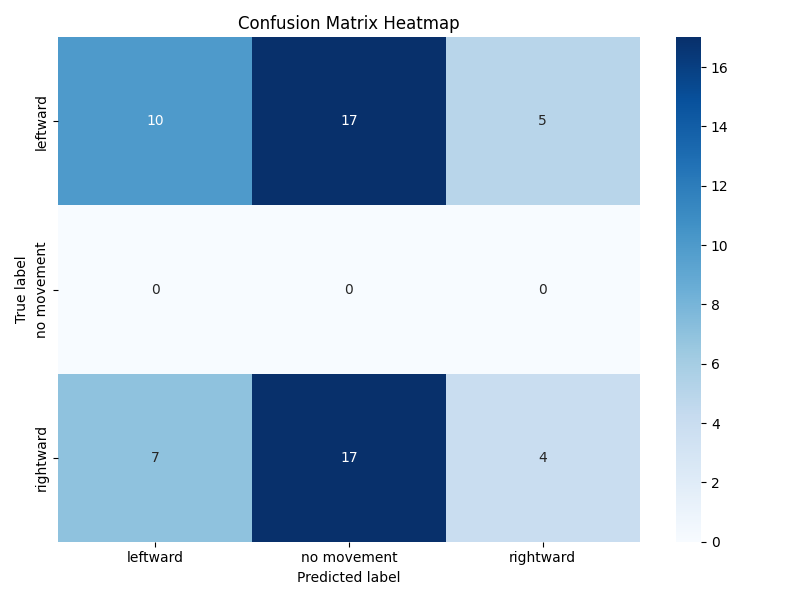 Confusion Matrix Heatmap
True label
leftward
10 17 5
no movement
0 0 0
rightward
7 17 4
leftward no movement rightward
Predicted label
16
14
12
10
8
6
4
2
0